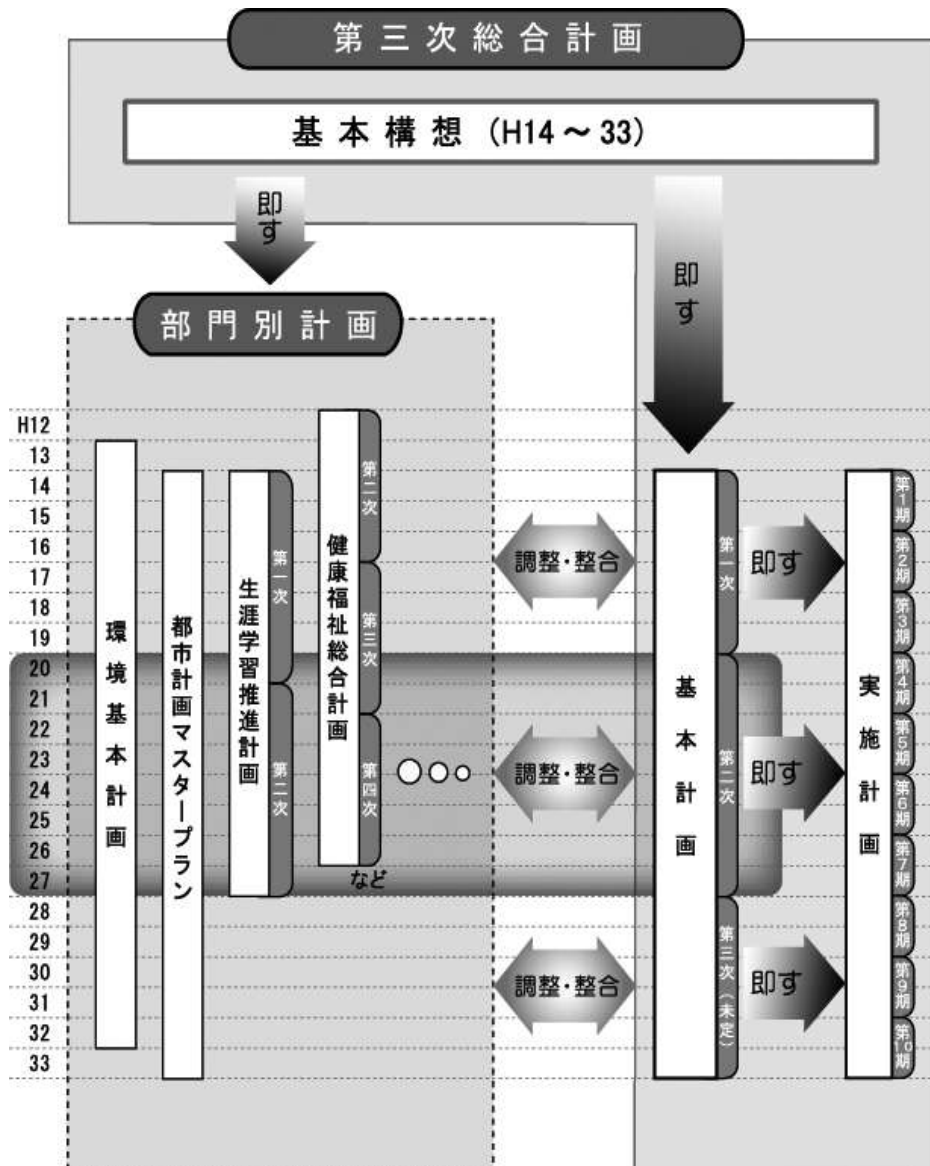 第三次総合計画
基本構想（H14～33）
即す
即す
部門別計画
H12
13
14
15
16
17
18
19
20
21
22
23
24
25
26
27
28
29
30
31
32
33
環境基本計画
都市計画マスタープラン
生涯学習推進計画
第一次
第二次
健康福祉総合計画
第二次
第三次
第四次
など
調整・整合
調整・整合
調整・整合
基本計画
第一次
第二次
第三次（未定）
即す
即す
即す
実施計画
第1期
第2期
第3期
第4期
第5期
第6期
第7期
第8期
第9期
第10期